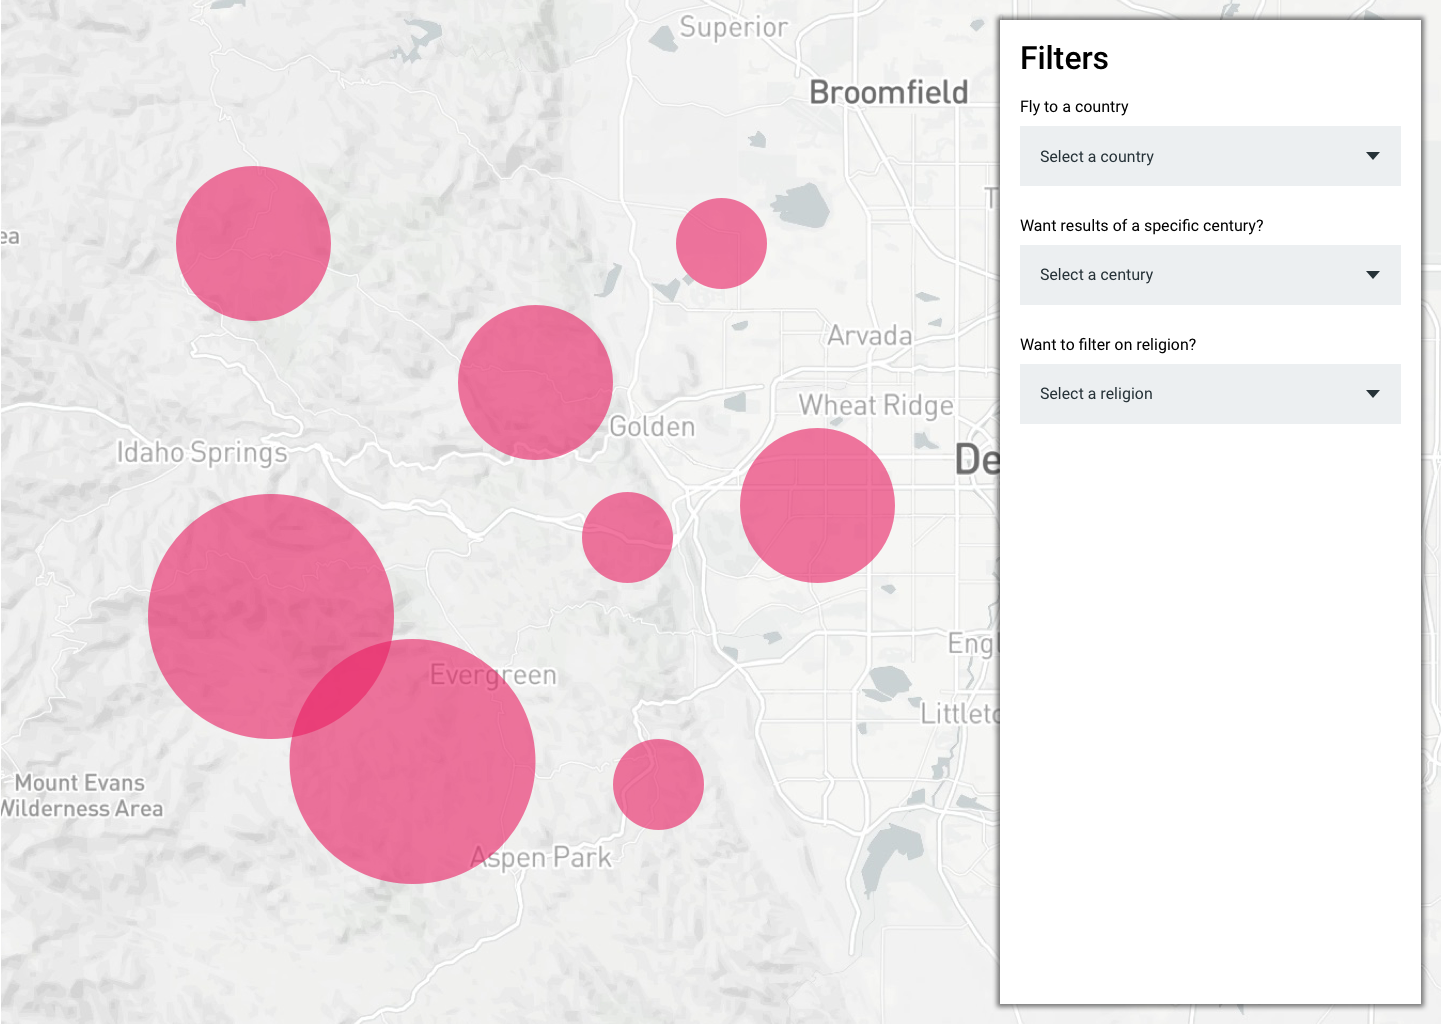 Superior
Broomfield
T
ea
Arvada
Wheat Ridge
Golden
Idaho Springs
De
Engl
Evergreen
Littletc
Mount Evans
Wilderness Area
Aspen Park
Filters
Fly to a country
Select a country
Want results of a specific century?
Select a century
Want to filter on religion?
Select a religion